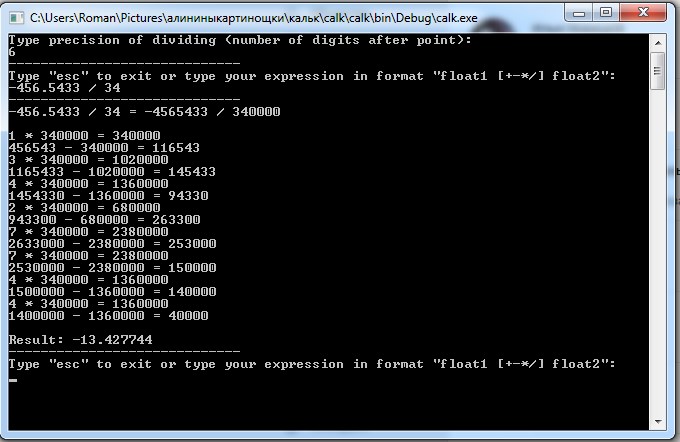 C:\Users\Roman\Pictures\алининыкартинощки\кальк\calk\calk\bin\Debug\calk.exe
Type precision of dividing (number of digits after point):
6
-----------------------------
Type "esc" to exit or type your expression in format "float1 [+-*/] float2":
-456.5433 / 34
-----------------------------
-456.5433 / 34 = -4565433 / 340000
1 * 340000 = 340000
456543 - 340000 = 116543
3 * 340000 = 1020000
1165433 - 1020000 = 145433
4 * 340000 = 1360000
1454330 - 1360000 = 94330
2 * 340000 = 680000
943300 - 680000 = 263300
7 * 340000 = 2380000
2633000 - 2380000 = 253000
7 * 340000 = 2380000
2530000 - 2380000 = 150000
4 * 340000 = 1360000
1500000 - 1360000 = 140000
4 * 340000 = 1360000
1400000 - 1360000 = 40000
Result: -13.427744
-----------------------------
Type "esc" to exit or type your expression in format "float1 [+-*/] float2":